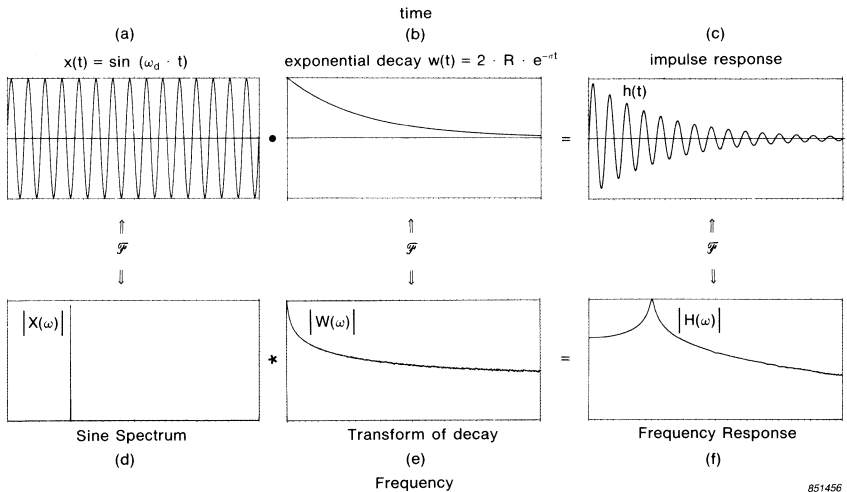 time
(a) (b) (c)
x(t) = sin (ω_d · t) exponential decay w(t) = 2 · R · e^{-σt} impulse response
h(t)
• =
⇑ ⇑ ⇑
ℱ ℱ ℱ
⇓ ⇓ ⇓
|X(ω)| |W(ω)| |H(ω)|
* =
Sine Spectrum Transform of decay Frequency Response
(d) (e) (f)
Frequency
851456